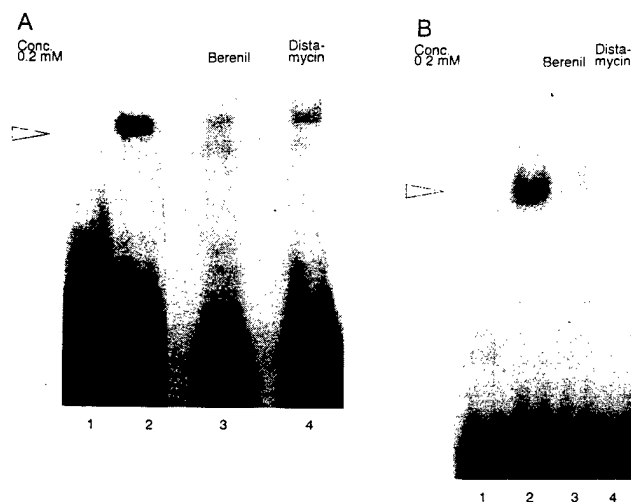 A
Conc.
0.2 mM
Berenil
Dista-
mycin
1 2 3 4
B
Conc.
0 2 mM
Berenil
Dista-
mycin
1 2 3 4